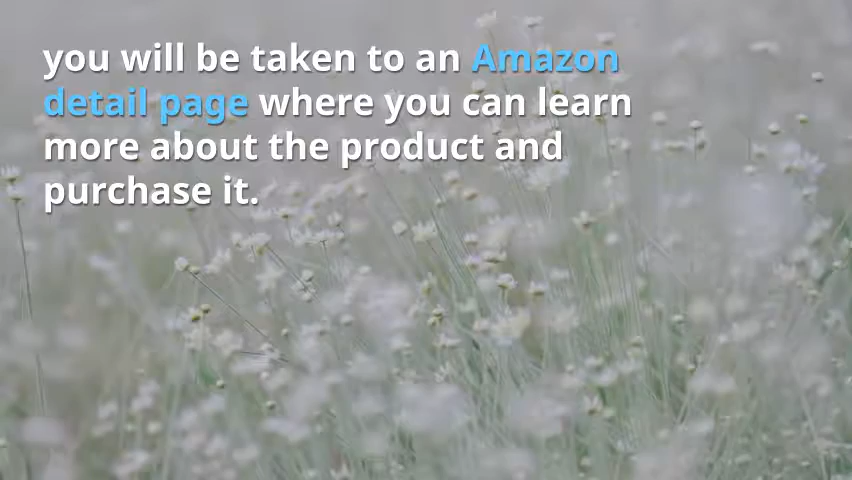 you will be taken to an Amazon
detail page where you can learn
more about the product and
purchase it.